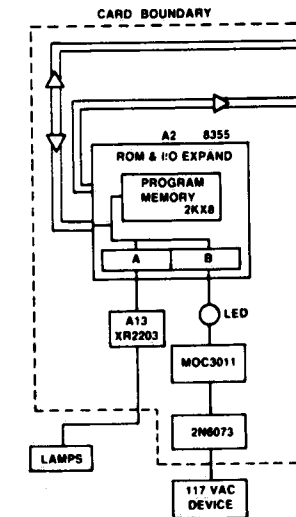 CARD BOUNDARY
A2 8355
ROM & I:O EXPAND
PROGRAM
MEMORY
2KX8
A B
A13
XR2203
LED
MOC3011
2N6073
LAMPS
117 VAC
DEVICE